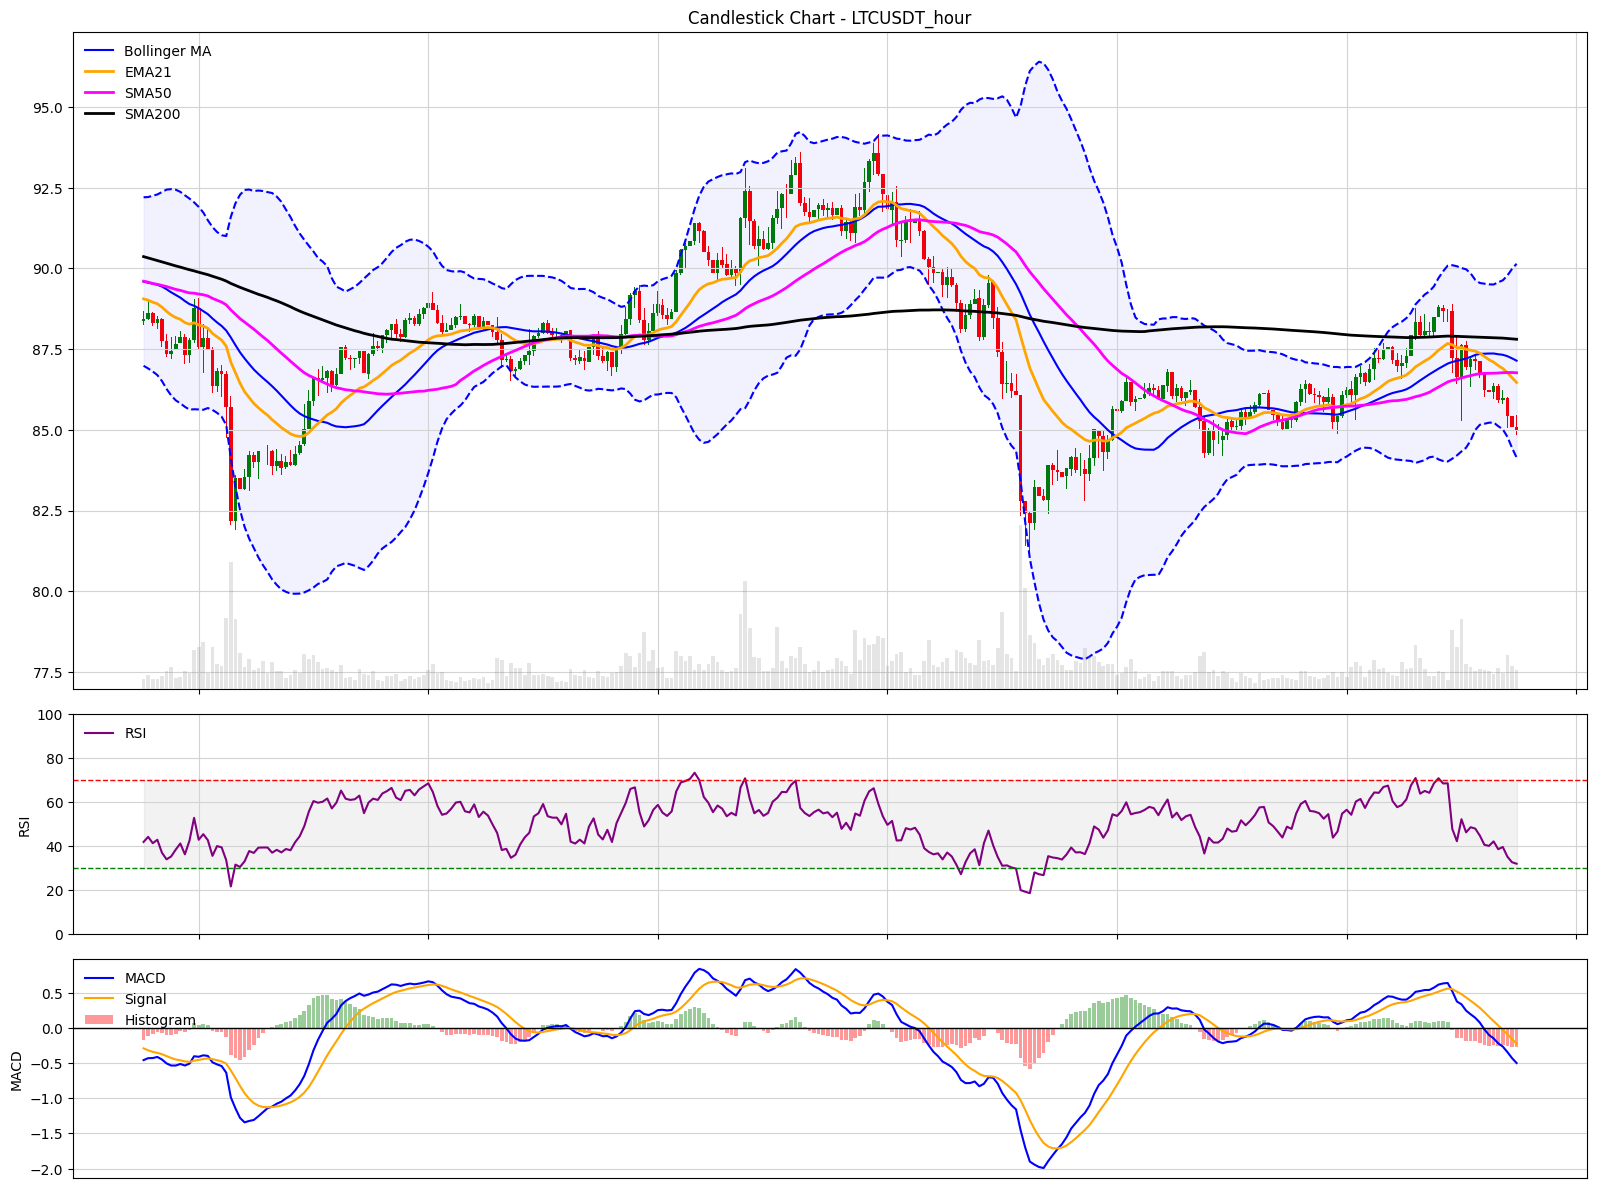 Candlestick Chart - LTCUSDT_hour
Bollinger MA
EMA21
SMA50
SMA200
95.0
92.5
90.0
87.5
85.0
82.5
80.0
77.5
RSI
100
80
60
40
20
0
RSI
MACD
Signal
Histogram
0.5
0.0
−0.5
−1.0
−1.5
−2.0
MACD